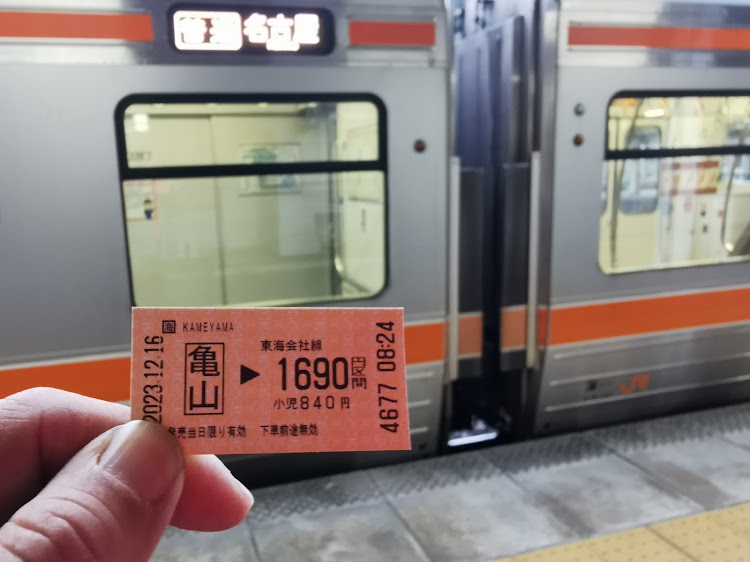 普通 名古屋
海 KAMEYAMA
2023.12.16
亀山
東海会社線
▶ 1690円区間
小児840円
発売当日限り有効 下車前途無効
4677 08:24
JR